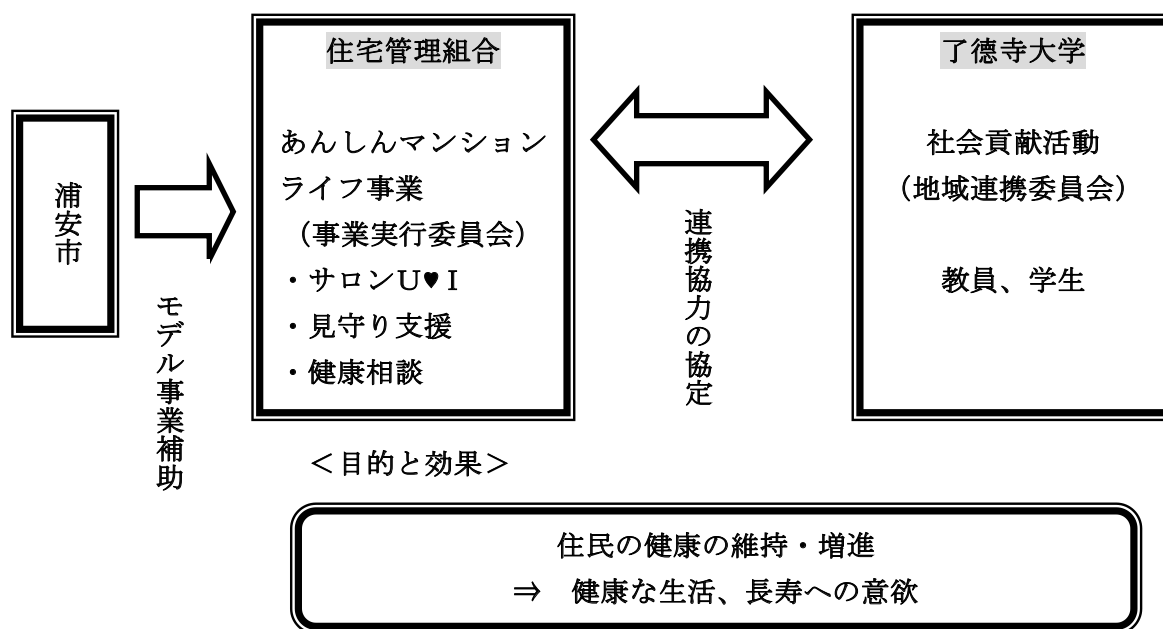 浦安市
モデル事業補助
住宅管理組合
あんしんマンション
ライフ事業
（事業実行委員会）
・サロンU♥I
・見守り支援
・健康相談
連携協力の協定
了德寺大学
社会貢献活動
（地域連携委員会）
教員、学生
＜目的と効果＞
住民の健康の維持・増進
⇒　健康な生活、長寿への意欲